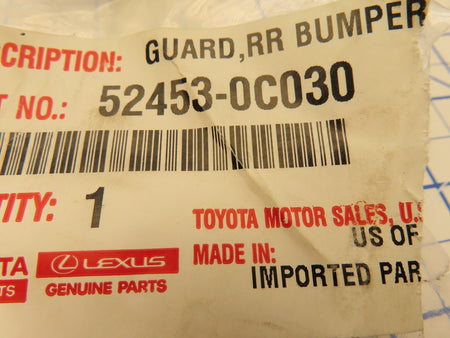 CRIPTION: GUARD, RR BUMPER
T NO.: 52453-0C030
TITY: 1
TOYOTA MOTOR SALES, U.S
MADE IN: US OF
IMPORTED PAR
TA LEXUS
TS GENUINE PARTS